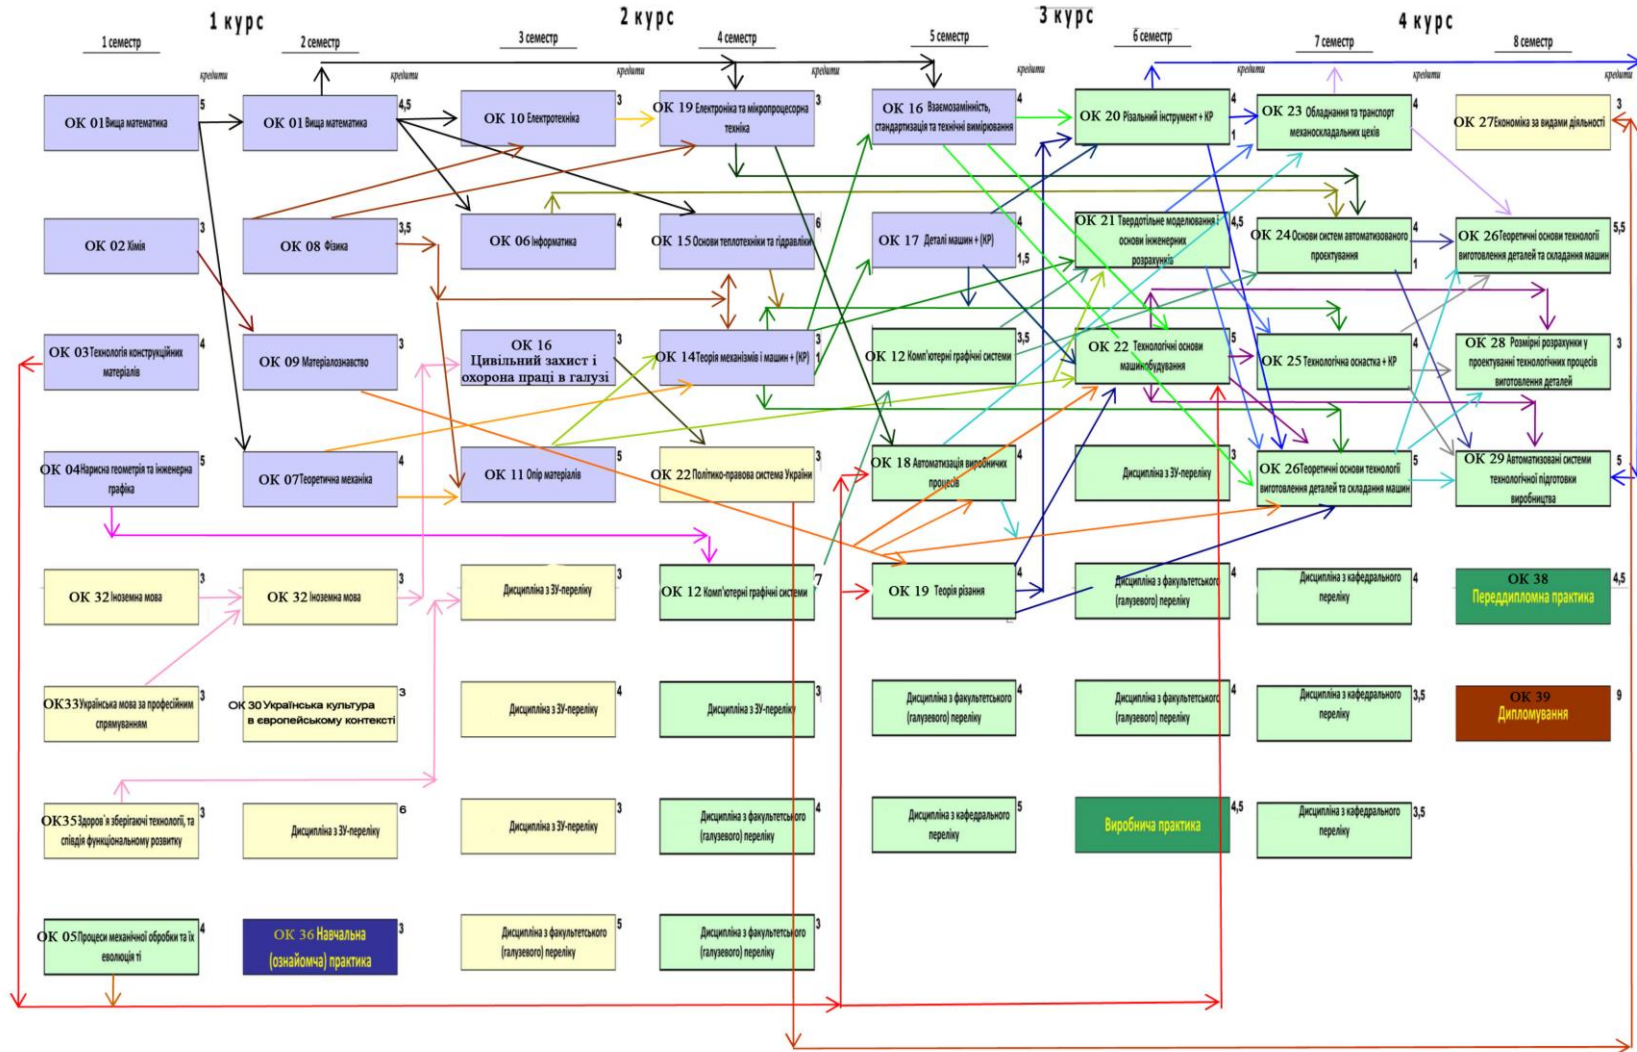 1 курс
2 курс
3 курс
4 курс
1 семестр
2 семестр
3 семестр
4 семестр
5 семестр
6 семестр
7 семестр
8 семестр
кредити
кредити
кредити
кредити
кредити
кредити
кредити
кредити
ОК 01 Вища математика
5
ОК 01 Вища математика
4,5
ОК 10 Електротехніка
3
ОК 19 Електроніка та мікропроцесорна
техніка
3
ОК 16 Взаємозамінність,
стандартизація та технічні вимірювання
4
ОК 20 Різальний інструмент + КР
4
1
ОК 23 Обладнання та транспорт
механоскладальних цехів
4
ОК 27 Економіка за видами діяльності
3
ОК 02 Хімія
3
ОК 08 Фізика
3,5
ОК 06 Інформатика
4
ОК 15 Основи теплотехніки та гідравліки
6
ОК 17 Деталі машин + (КР)
4
1,5
ОК 21 Твердотільне моделювання і
основи інженерних
розрахунків
4,5
ОК 24 Основи систем автоматизованого
проєктування
4
1
ОК 26 Теоретичні основи технології
виготовлення деталей та складання машин
5,5
ОК 03 Технологія конструкційних
матеріалів
4
ОК 09 Матеріалознавство
3
ОК 16
Цивільний захист і
охорона праці в галузі
3
ОК 14 Теорія механізмів і машин + (КР)
3
1
ОК 12 Комп'ютерні графічні системи
3,5
ОК 22 Технологічні основи
машинобудування
5
ОК 25 Технологічна оснастка + КР
4
ОК 28 Розмірні розрахунки у
проектуванні технологічних процесів
виготовлення деталей
3
ОК 04 Нарисна геометрія та інженерна
графіка
5
ОК 07 Теоретична механіка
4
ОК 11 Опір матеріалів
5
ОК 22 Політико-правова система України
3
ОК 18 Автоматизація виробничих
процесів
4
Дисципліна з ЗУ-переліку
3
ОК 26 Теоретичні основи технології
виготовлення деталей та складання машин
5
ОК 29 Автоматизовані системи
технологічної підготовки
виробництва
5
ОК 32 Іноземна мова
3
ОК 32 Іноземна мова
3
Дисципліна з ЗУ-переліку
3
ОК 12 Комп'ютерні графічні системи
7
ОК 19 Теорія різання
4
Дисципліна з факультетського
(галузевого) переліку
4
Дисципліна з кафедрального
переліку
4
ОК 38
Переддипломна практика
4,5
ОК33 Українська мова за професійним
спрямуванням
3
ОК 30 Українська культура
в європейському контексті
3
Дисципліна з ЗУ-переліку
4
Дисципліна з ЗУ-переліку
3
Дисципліна з факультетського
(галузевого) переліку
4
Дисципліна з факультетського
(галузевого) переліку
4
Дисципліна з кафедрального
переліку
3,5
ОК 39
Дипломування
9
ОК35 Здоров'я зберігаючі технології, та
співдія функціональному розвитку
3
Дисципліна з ЗУ-переліку
6
Дисципліна з ЗУ-переліку
3
Дисципліна з факультетського
(галузевого) переліку
4
Дисципліна з кафедрального
переліку
5
Виробнича практика
4,5
Дисципліна з кафедрального
переліку
3,5
ОК 05 Процеси механічної обробки та їх
еволюція ті
4
ОК 36 Навчальна
(ознайомча) практика
3
Дисципліна з факультетського
(галузевого) переліку
5
Дисципліна з факультетського
(галузевого) переліку
3